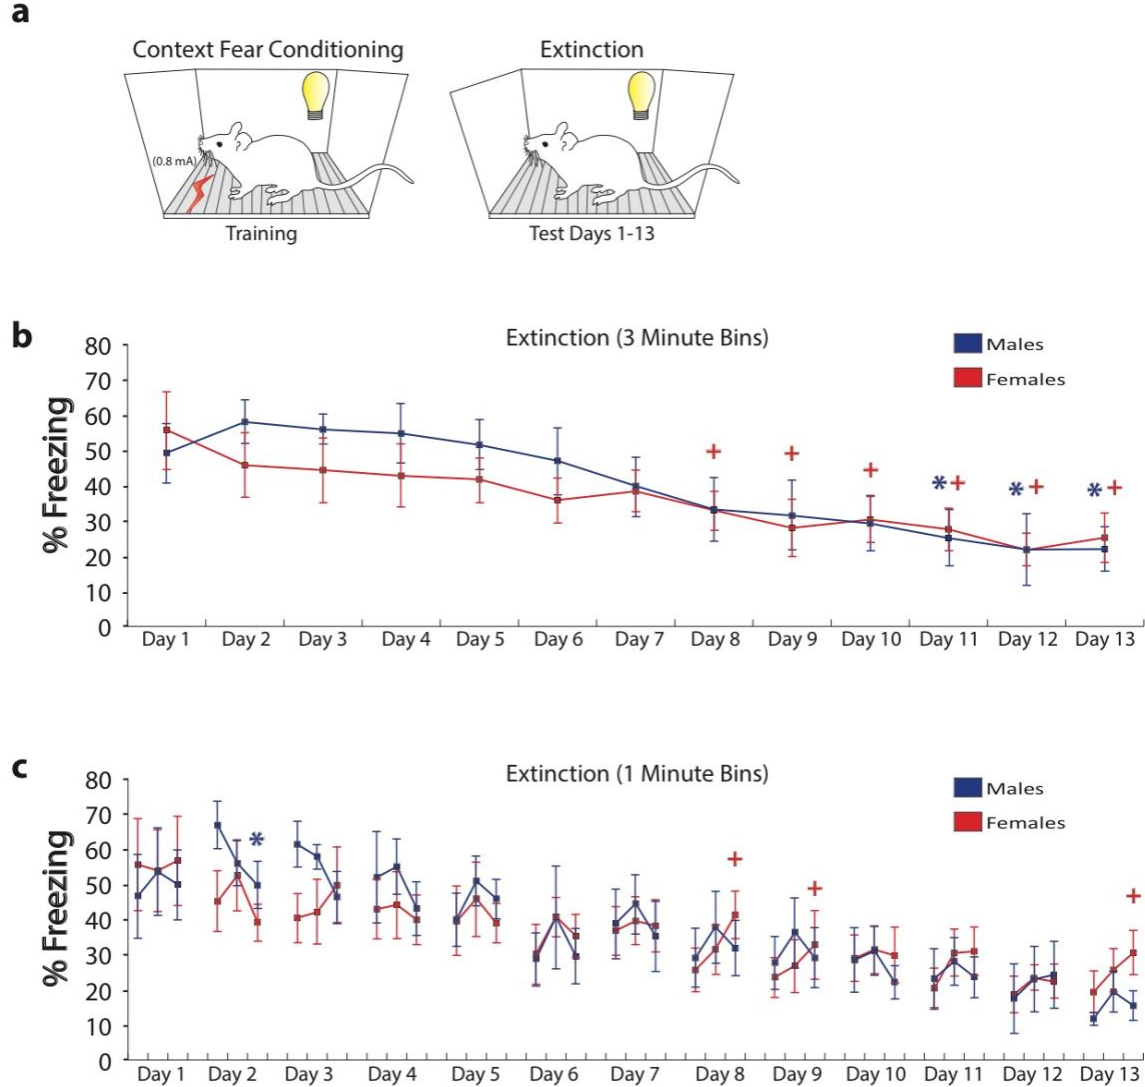 a
Context Fear Conditioning
Extinction
(0.8 mA)
Training
Test Days 1-13
b
Extinction (3 Minute Bins)
Males
Females
% Freezing
80
70
60
50
40
30
20
10
0
+ + + *+ *+ *+
Day 1 Day 2 Day 3 Day 4 Day 5 Day 6 Day 7 Day 8 Day 9 Day 10 Day 11 Day 12 Day 13
c
Extinction (1 Minute Bins)
Males
Females
% Freezing
80
70
60
50
40
30
20
10
0
* + + +
Day 1 Day 2 Day 3 Day 4 Day 5 Day 6 Day 7 Day 8 Day 9 Day 10 Day 11 Day 12 Day 13